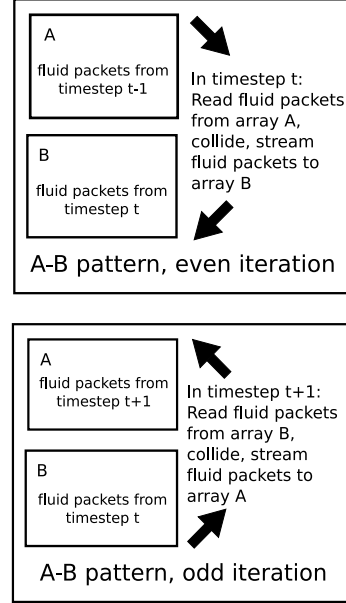 A
fluid packets from
timestep t-1
In timestep t:
Read fluid packets
from array A,
collide, stream
fluid packets to
array B
B
fluid packets from
timestep t
A-B pattern, even iteration
A
fluid packets from
timestep t+1
In timestep t+1:
Read fluid packets
from array B,
collide, stream
fluid packets to
array A
B
fluid packets from
timestep t
A-B pattern, odd iteration